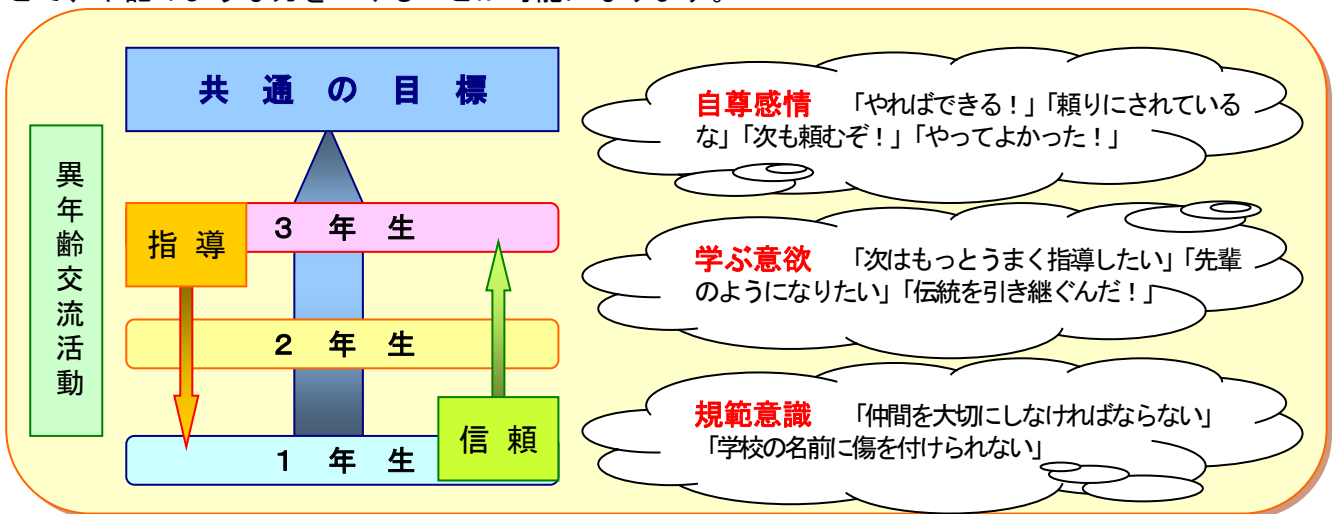 異年齢交流活動
共通の目標
指導
3年生
2年生
1年生
信頼
自尊感情 「やればできる！」「頼りにされている
な」「次も頼むぞ！」「やってよかった！」
学ぶ意欲 「次はもっとうまく指導したい」「先輩
のようになりたい」「伝統を引き継ぐんだ！」
規範意識 「仲間を大切にしなければならない」
「学校の名前に傷を付けられない」